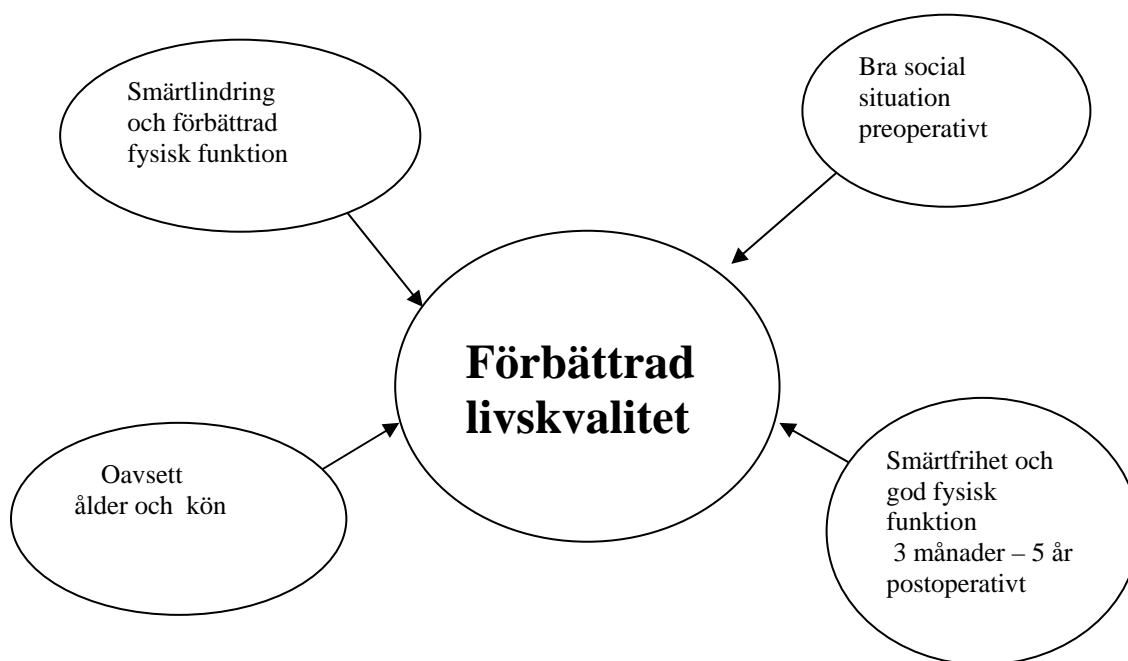 Smärtlindring
och förbättrad
fysisk funktion
Bra social
situation
preoperativt
Förbättrad
livskvalitet
Oavsett
ålder och kön
Smärtfrihet och
god fysisk
funktion
3 månader – 5 år
postoperativt